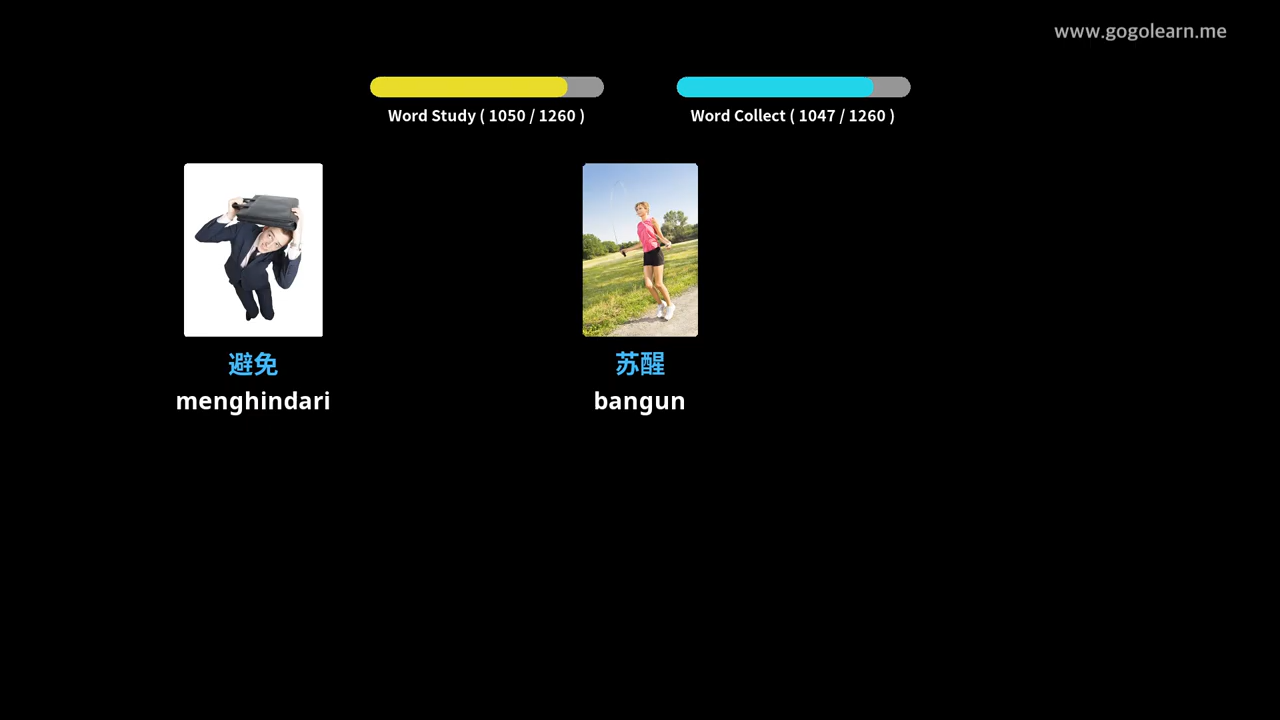 www.gogolearn.me
Word Study ( 1050 / 1260 )
Word Collect ( 1047 / 1260 )
避免
menghindari
苏醒
bangun